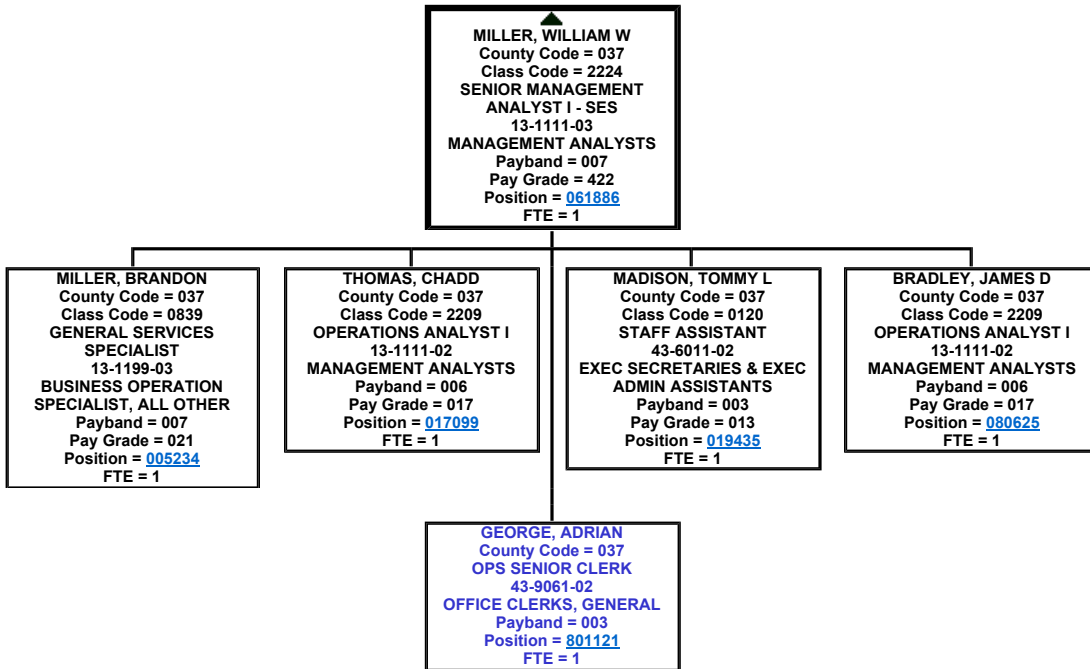 MILLER, WILLIAM W
County Code = 037
Class Code = 2224
SENIOR MANAGEMENT
ANALYST I - SES
13-1111-03
MANAGEMENT ANALYSTS
Payband = 007
Pay Grade = 422
Position = 061886
FTE = 1
MILLER, BRANDON
County Code = 037
Class Code = 0839
GENERAL SERVICES
SPECIALIST
13-1199-03
BUSINESS OPERATION
SPECIALIST, ALL OTHER
Payband = 007
Pay Grade = 021
Position = 005234
FTE = 1
THOMAS, CHADD
County Code = 037
Class Code = 2209
OPERATIONS ANALYST I
13-1111-02
MANAGEMENT ANALYSTS
Payband = 006
Pay Grade = 017
Position = 017099
FTE = 1
MADISON, TOMMY L
County Code = 037
Class Code = 0120
STAFF ASSISTANT
43-6011-02
EXEC SECRETARIES & EXEC
ADMIN ASSISTANTS
Payband = 003
Pay Grade = 013
Position = 019435
FTE = 1
BRADLEY, JAMES D
County Code = 037
Class Code = 2209
OPERATIONS ANALYST I
13-1111-02
MANAGEMENT ANALYSTS
Payband = 006
Pay Grade = 017
Position = 080625
FTE = 1
GEORGE, ADRIAN
County Code = 037
OPS SENIOR CLERK
43-9061-02
OFFICE CLERKS, GENERAL
Payband = 003
Position = 801121
FTE = 1